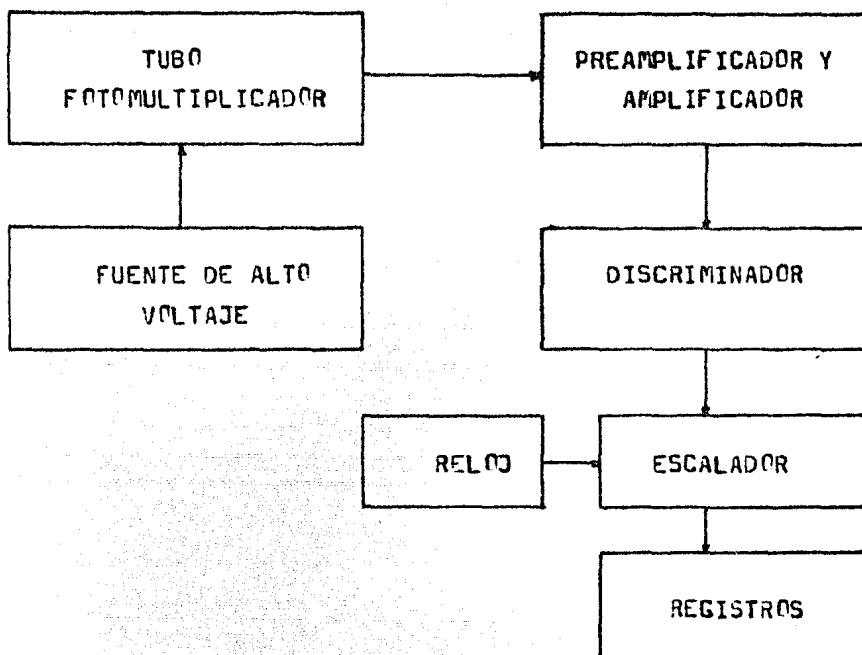 TUBO
FOTOMULTIPLICADOR
PREAMPLIFICADOR Y
AMPLIFICADOR
FUENTE DE ALTO
VOLTAJE
DISCRIMINADOR
RELOJ
ESCALADOR
REGISTROS